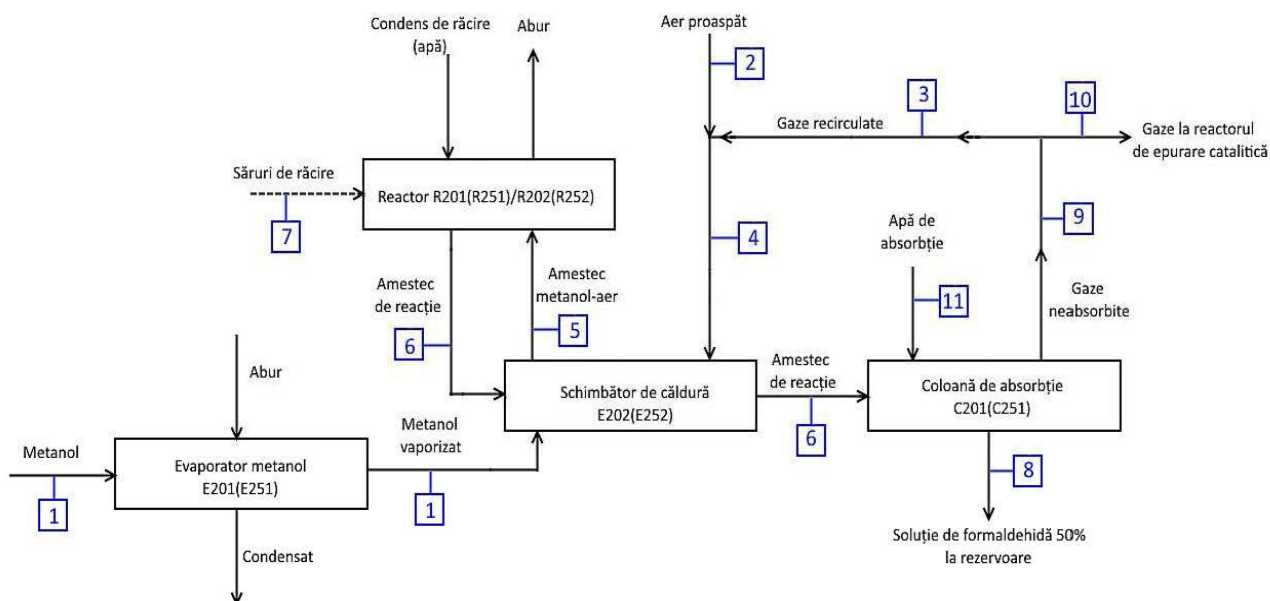 Condens de răcire
(apă)
Abur
Aer proaspăt
2
3
10
Gaze recirculate
Gaze la reactorul
de epurare catalitică
Săruri de răcire
Reactor R201(R251)/R202(R252)
7
4
9
Apă de
absorbție
Amestec
de reacție
Amestec
metanol-aer
11
Gaze
neabsorbite
6
5
Abur
Schimbător de căldură
E202(E252)
Amestec
de reacție
Coloană de absorbție
C201(C251)
Metanol
vaporizat
6
Metanol
Evaporator metanol
E201(E251)
8
1
1
Soluție de formaldehidă 50%
la rezervoare
Condensat